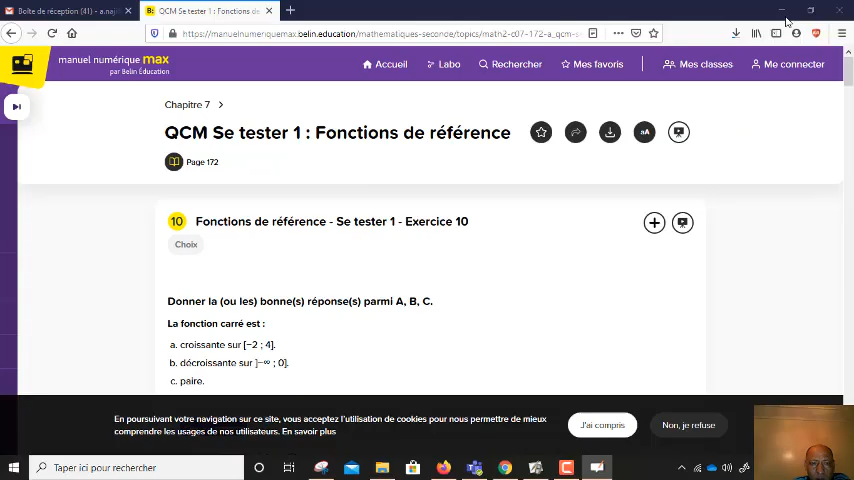 Boîte de réception (41) - a.najl
QCM Se tester 1 : Fonctions de
https://manuelnumeriquemax.belin.education/mathematiques-seconde/topics/math2-c07-172-a_qcm-s
manuel numérique max
par Belin Éducation
Accueil
Labo
Rechercher
Mes favoris
Mes classes
Me connecter
Chapitre 7
QCM Se tester 1 : Fonctions de référence
aA
Page 172
10 Fonctions de référence - Se tester 1 - Exercice 10
Choix
Donner la (ou les) bonne(s) réponse(s) parmi A, B, C.
La fonction carré est :
a. croissante sur [−2 ; 4].
b. décroissante sur ]−∞ ; 0].
c. paire.
En poursuivant votre navigation sur ce site, vous acceptez l'utilisation de cookies pour nous permettre de mieux
comprendre les usages de nos utilisateurs. En savoir plus
J'ai compris
Non, je refuse
Taper ici pour rechercher